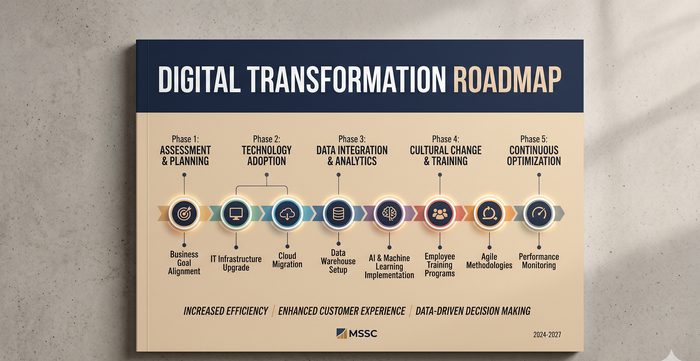 DIGITAL TRANSFORMATION ROADMAP
Phase 1:
ASSESSMENT
& PLANNING
Phase 2:
TECHNOLOGY
ADOPTION
Phase 3:
DATA INTEGRATION
& ANALYTICS
Phase 4:
CULTURAL CHANGE
& TRAINING
Phase 5:
CONTINUOUS
OPTIMIZATION
Business
Goal
Alignment
IT Infrastructure
Upgrade
Cloud
Migration
Data
Warehouse
Setup
AI & Machine
Learning
Implementation
Employee
Training
Programs
Agile
Methodologies
Performance
Monitoring
INCREASED EFFICIENCY / ENHANCED CUSTOMER EXPERIENCE / DATA-DRIVEN DECISION MAKING
MSSC
2024-2027